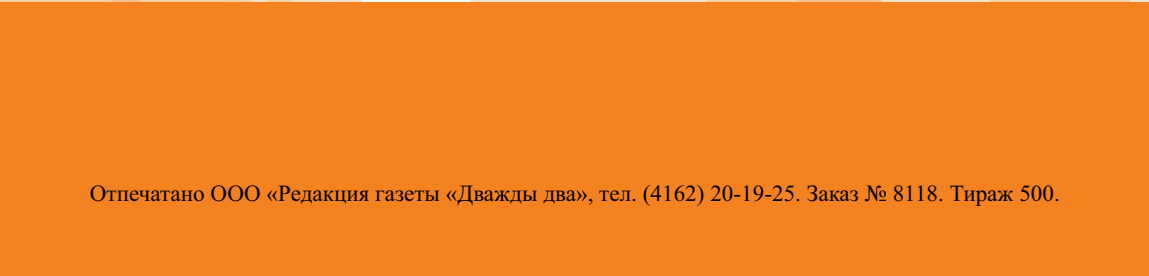 Отпечатано ООО «Редакция газеты «Дважды два», тел. (4162) 20-19-25. Заказ № 8118. Тираж 500.